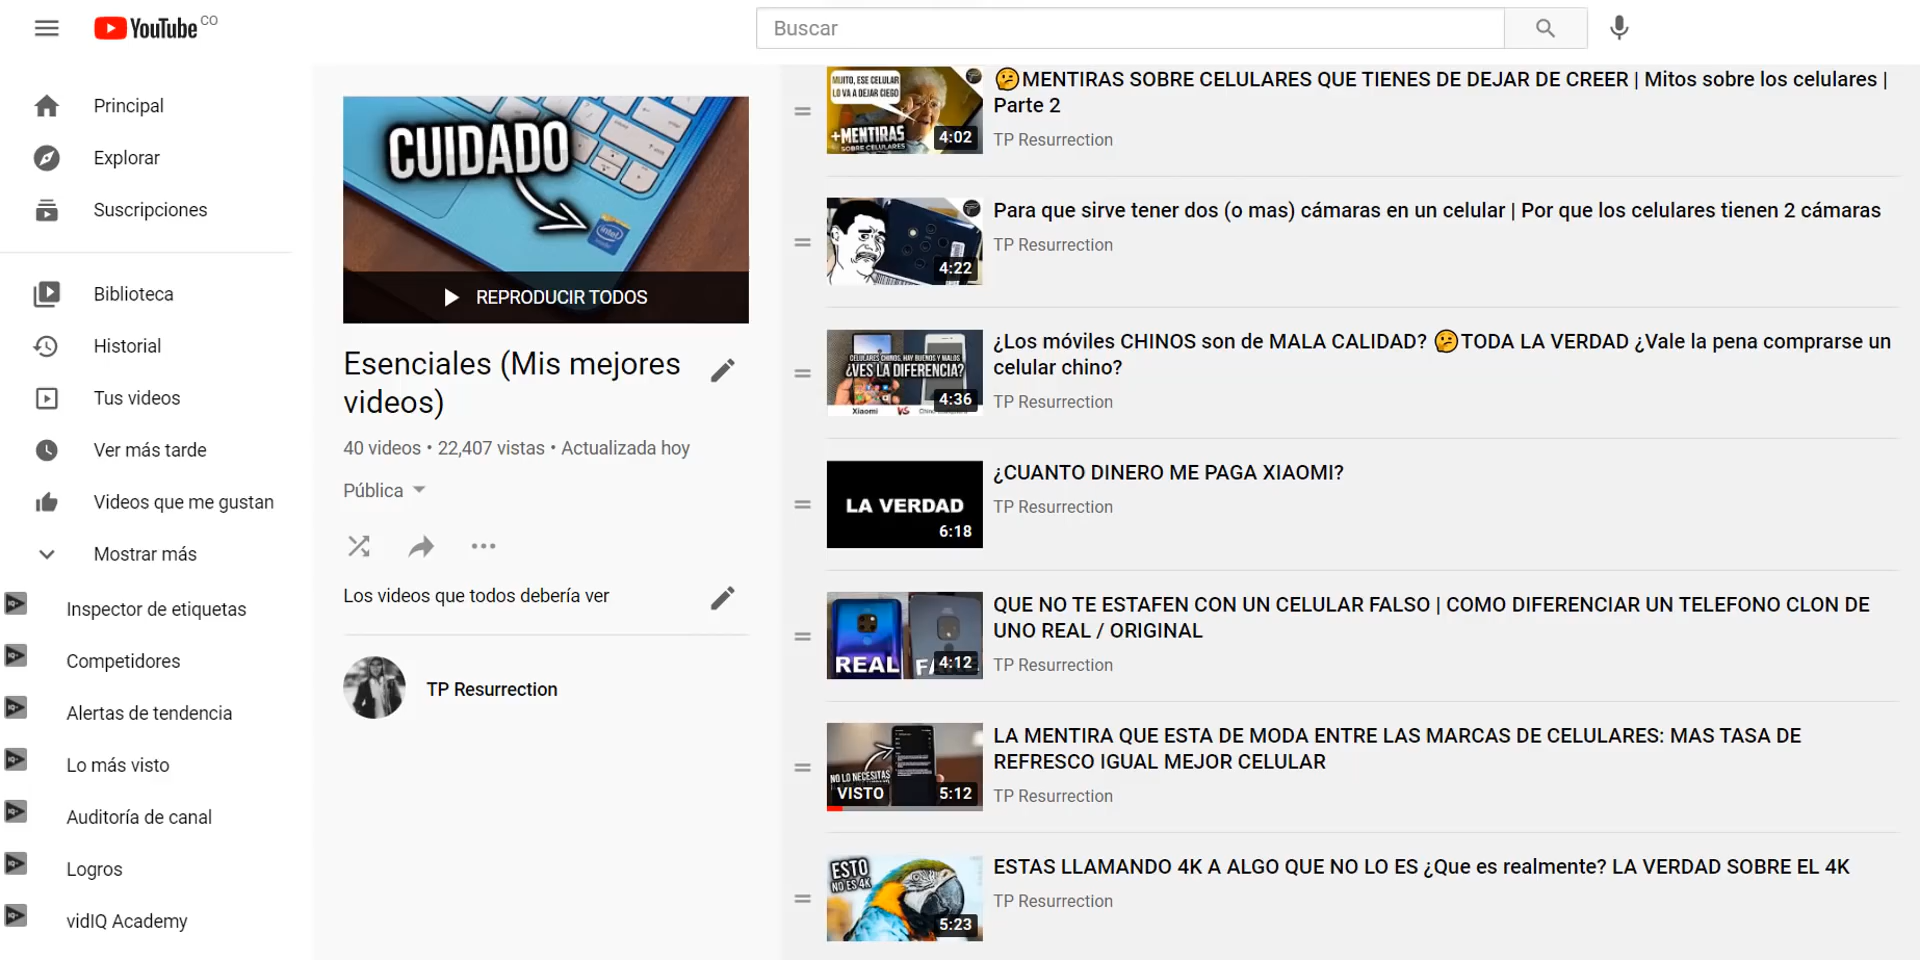 YouTube CO
Buscar
Principal
Explorar
Suscripciones
Biblioteca
Historial
Tus videos
Ver más tarde
Videos que me gustan
Mostrar más
Inspector de etiquetas
Competidores
Alertas de tendencia
Lo más visto
Auditoría de canal
Logros
vidIQ Academy
CUIDADO
intel
REPRODUCIR TODOS
Esenciales (Mis mejores
videos)
40 videos • 22,407 vistas • Actualizada hoy
Pública
Los videos que todos debería ver
TP Resurrection
MIJITO, ESE CELULAR
LO VA A DEJAR CIEGO
+MENTIRAS
SOBRE CELULARES
4:02
🤔MENTIRAS SOBRE CELULARES QUE TIENES DE DEJAR DE CREER | Mitos sobre los celulares |
Parte 2
TP Resurrection
4:22
Para que sirve tener dos (o mas) cámaras en un celular | Por que los celulares tienen 2 cámaras
TP Resurrection
CELULARES CHINOS, HAY BUENOS Y MALOS
¿VES LA DIFERENCIA?
4:36
Xiaomi VS
¿Los móviles CHINOS son de MALA CALIDAD? 🤔TODA LA VERDAD ¿Vale la pena comprarse un
celular chino?
TP Resurrection
LA VERDAD
6:18
¿CUANTO DINERO ME PAGA XIAOMI?
TP Resurrection
REAL
4:12
QUE NO TE ESTAFEN CON UN CELULAR FALSO | COMO DIFERENCIAR UN TELEFONO CLON DE
UNO REAL / ORIGINAL
TP Resurrection
NO LO NECESITAS
VISTO
5:12
LA MENTIRA QUE ESTA DE MODA ENTRE LAS MARCAS DE CELULARES: MAS TASA DE
REFRESCO IGUAL MEJOR CELULAR
TP Resurrection
ESTO
NO ES 4K
5:23
ESTAS LLAMANDO 4K A ALGO QUE NO LO ES ¿Que es realmente? LA VERDAD SOBRE EL 4K
TP Resurrection